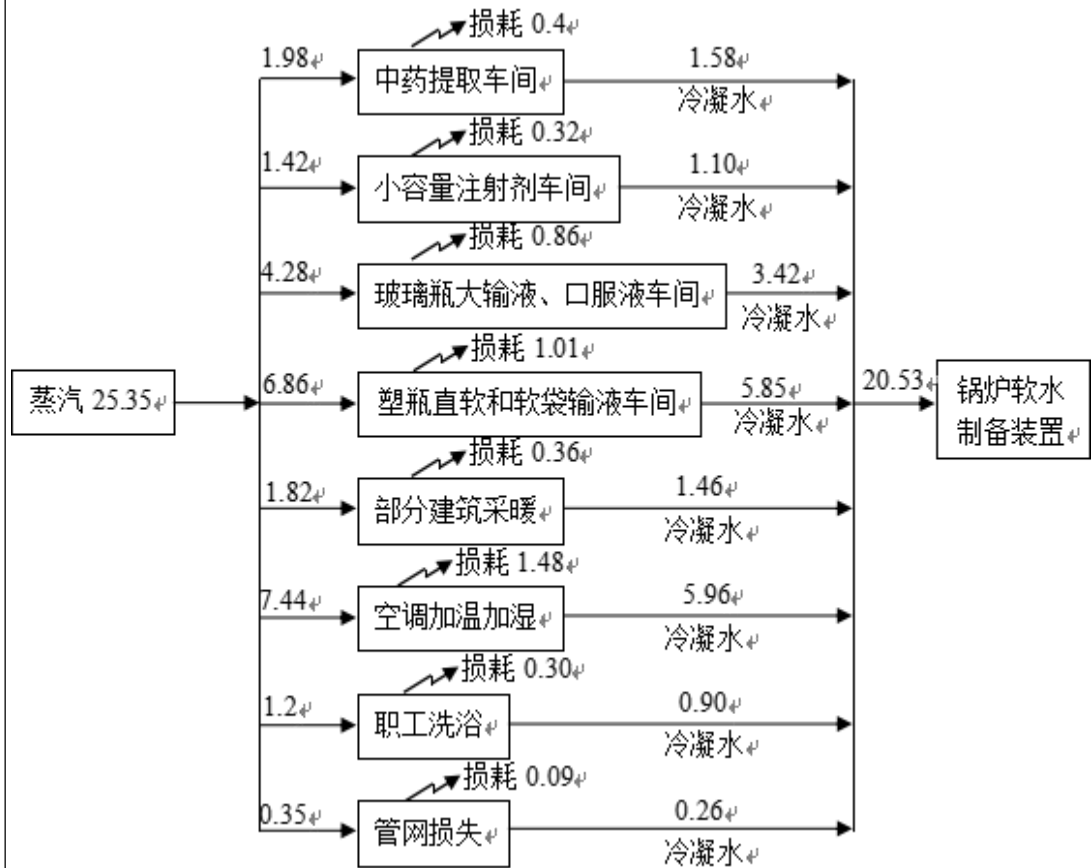 损耗 0.4
1.98
中药提取车间
1.58
冷凝水
损耗 0.32
1.42
小容量注射剂车间
1.10
冷凝水
损耗 0.86
4.28
玻璃瓶大输液、口服液车间
3.42
冷凝水
损耗 1.01
蒸汽 25.35
6.86
塑瓶直软和软袋输液车间
5.85
冷凝水
20.53
锅炉软水
制备装置
损耗 0.36
1.82
部分建筑采暖
1.46
冷凝水
损耗 1.48
7.44
空调加温加湿
5.96
冷凝水
损耗 0.30
1.2
职工洗浴
0.90
冷凝水
损耗 0.09
0.35
管网损失
0.26
冷凝水